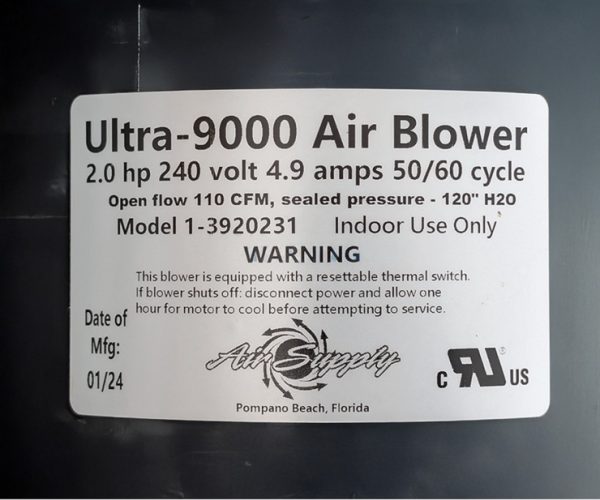 Ultra-9000 Air Blower
2.0 hp 240 volt 4.9 amps 50/60 cycle
Open flow 110 CFM, sealed pressure - 120" H2O
Model 1-3920231 Indoor Use Only
WARNING
This blower is equipped with a resettable thermal switch.
If blower shuts off: disconnect power and allow one
hour for motor to cool before attempting to service.
Date of
Mfg:
01/24
Air Supply
Pompano Beach, Florida
C RU® US